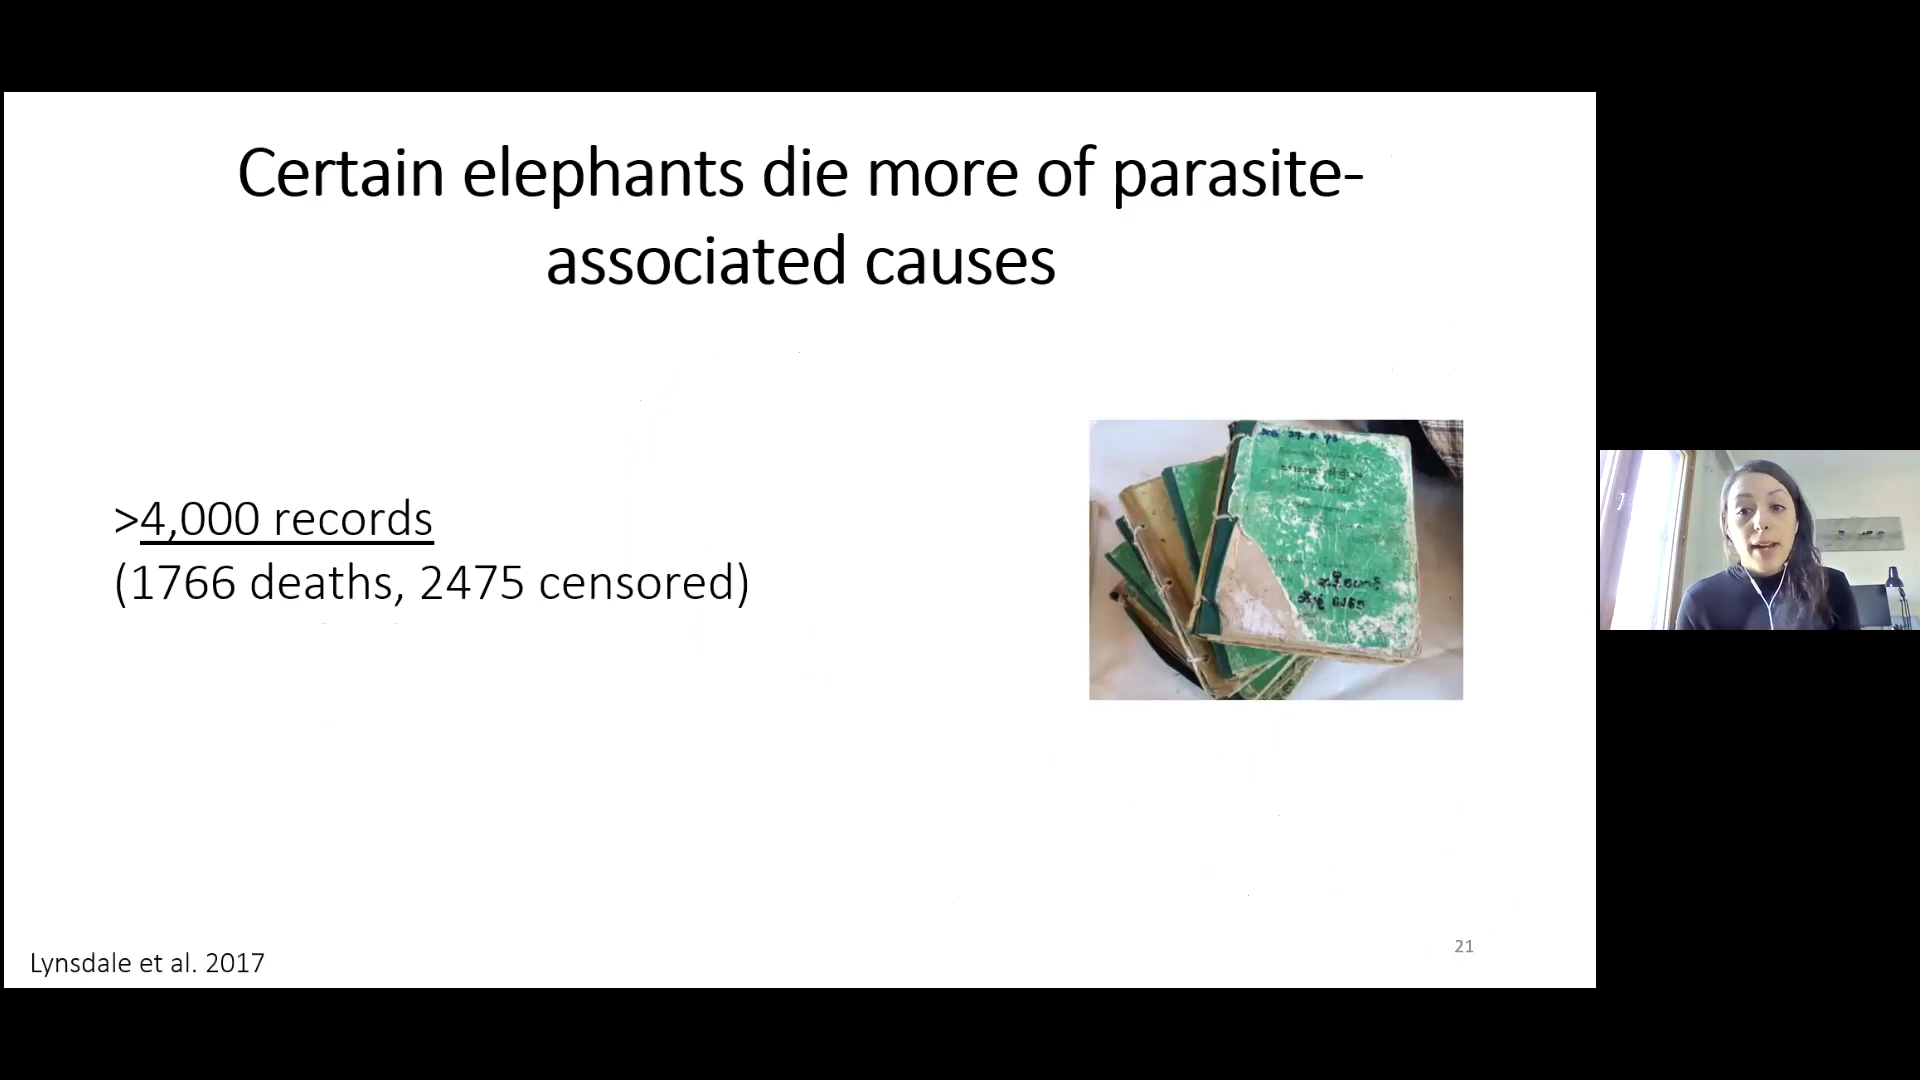 Certain elephants die more of parasite-
associated causes
>4,000 records
(1766 deaths, 2475 censored)
Lynsdale et al. 2017
21